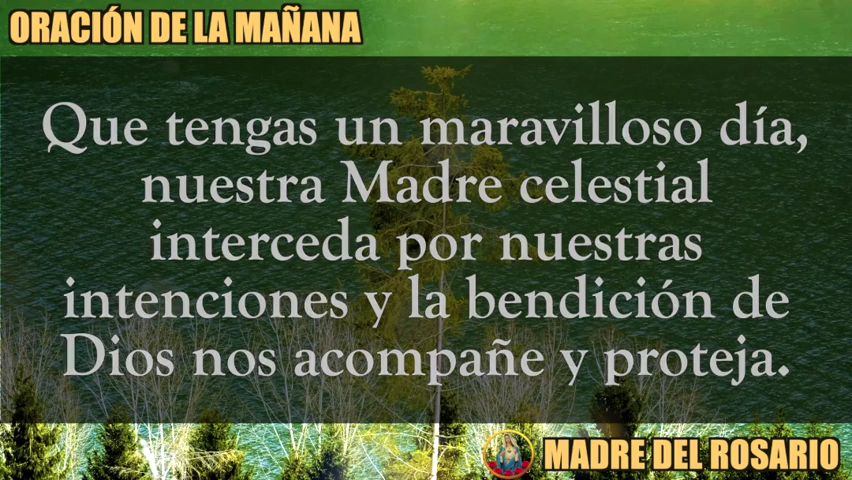 ORACIÓN DE LA MAÑANA
Que tengas un maravilloso día,
nuestra Madre celestial
interceda por nuestras
intenciones y la bendición de
Dios nos acompañe y proteja.
MADRE DEL ROSARIO